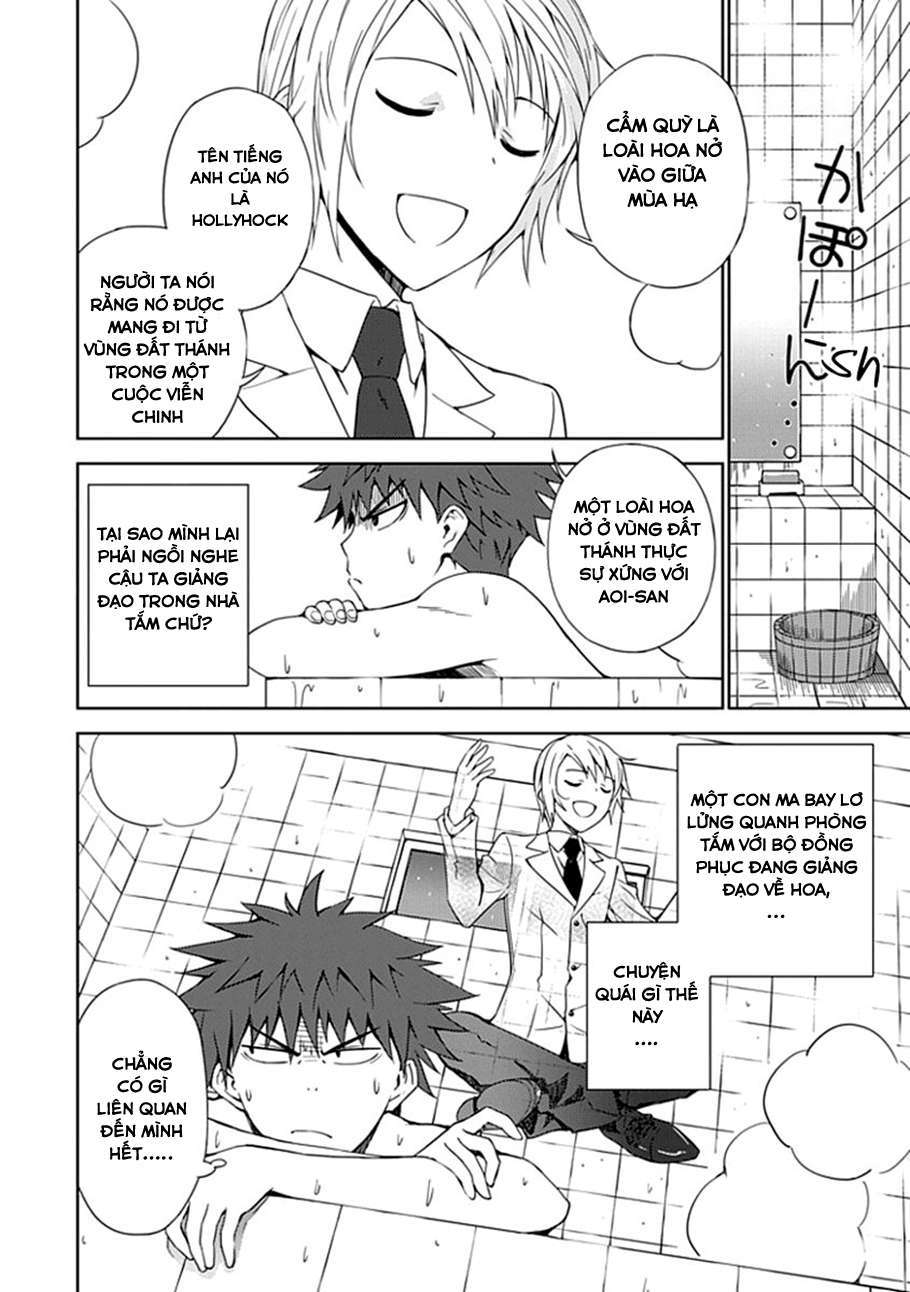 かぽーん
CẨM QUỲ LÀ
LOÀI HOA NỞ
VÀO GIỮA
MÙA HẠ
TÊN TIẾNG
ANH CỦA NÓ
LÀ
HOLLYHOCK
NGƯỜI TA NÓI
RẰNG NÓ ĐƯỢC
MANG ĐI TỪ
VÙNG ĐẤT THÁNH
TRONG MỘT
CUỘC VIỄN
CHINH
MỘT LOÀI HOA
NỞ Ở VÙNG ĐẤT
THÁNH THỰC
SỰ XỨNG VỚI
AOI-SAN
TẠI SAO MÌNH LẠI
PHẢI NGỒI NGHE
CẬU TA GIẢNG
ĐẠO TRONG NHÀ
TẮM CHỨ?
MỘT CON MA BAY LƠ
LỬNG QUANH PHÒNG
TẮM VỚI BỘ ĐỒNG
PHỤC ĐANG GIẢNG
ĐẠO VỀ HOA,
...
CHUYỆN
QUÁI GÌ THẾ
NÀY
....
CHẲNG
CÓ GÌ
LIÊN QUAN
ĐẾN MÌNH
HẾT.....